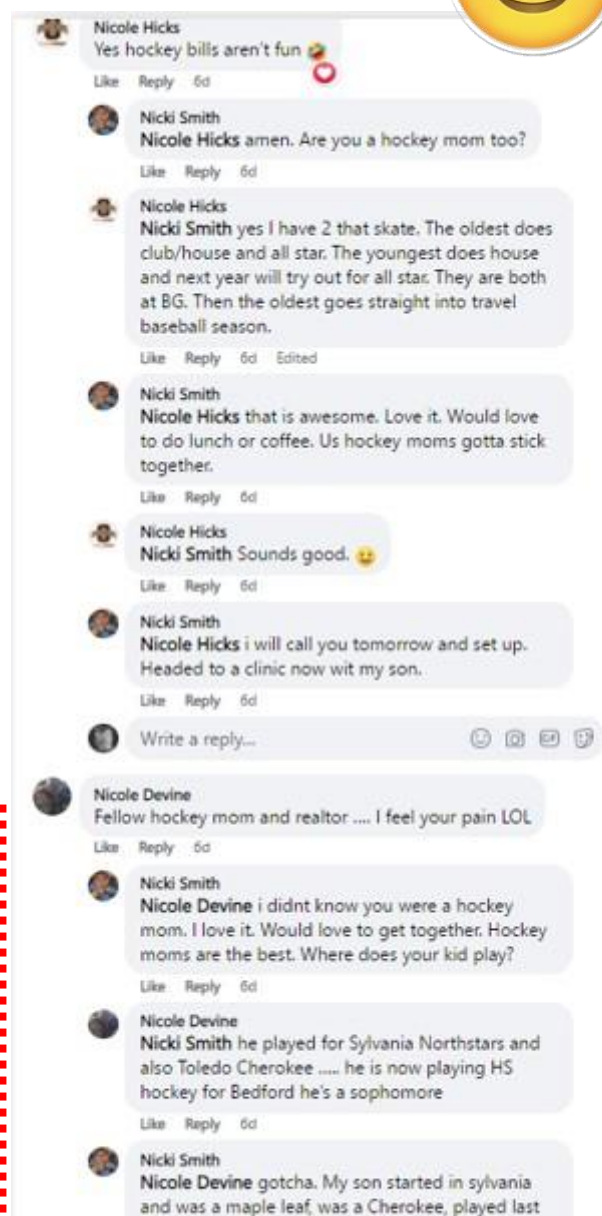 Nicole Hicks
Yes hockey bills aren't fun 🤣
Like Reply 6d
Nicki Smith
Nicole Hicks amen. Are you a hockey mom too?
Like Reply 6d
Nicole Hicks
Nicki Smith yes I have 2 that skate. The oldest does
club/house and all star. The youngest does house
and next year will try out for all star. They are both
at BG. Then the oldest goes straight into travel
baseball season.
Like Reply 6d Edited
Nicki Smith
Nicole Hicks that is awesome. Love it. Would love
to do lunch or coffee. Us hockey moms gotta stick
together.
Like Reply 6d
Nicole Hicks
Nicki Smith Sounds good. 😀
Like Reply 6d
Nicki Smith
Nicole Hicks i will call you tomorrow and set up.
Headed to a clinic now wit my son.
Like Reply 6d
Write a reply...
GIF
Nicole Devine
Fellow hockey mom and realtor .... I feel your pain LOL
Like Reply 6d
Nicki Smith
Nicole Devine i didnt know you were a hockey
mom. I love it. Would love to get together. Hockey
moms are the best. Where does your kid play?
Like Reply 6d
Nicole Devine
Nicki Smith he played for Sylvania Northstars and
also Toledo Cherokee ..... he is now playing HS
hockey for Bedford he's a sophomore
Like Reply 6d
Nicki Smith
Nicole Devine gotcha. My son started in sylvania
and was a maple leaf, was a Cherokee, played last